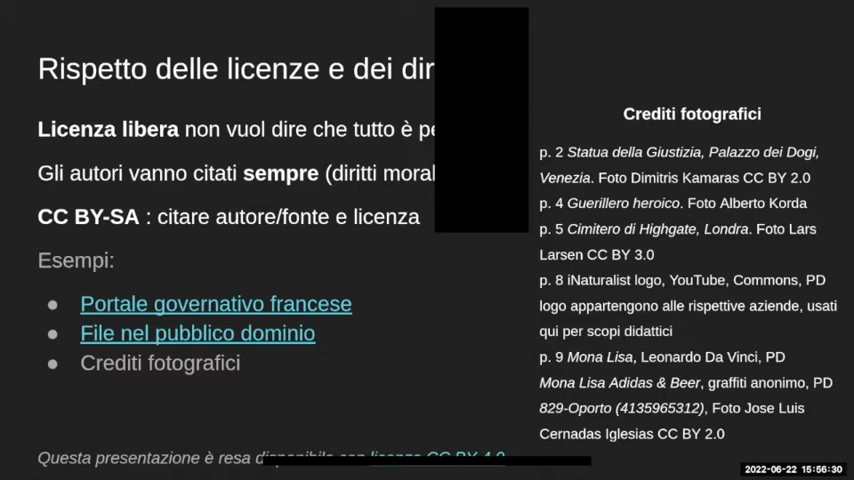 Rispetto delle licenze e dei dir
Licenza libera non vuol dire che tutto è pe
Gli autori vanno citati sempre (diritti moral
CC BY-SA : citare autore/fonte e licenza
Esempi:
Portale governativo francese
File nel pubblico dominio
Crediti fotografici
Questa presentazione è resa disponibile con licenza CC BY 4.0
Crediti fotografici
p. 2 Statua della Giustizia, Palazzo dei Dogi,
Venezia. Foto Dimitris Kamaras CC BY 2.0
p. 4 Guerillero heroico. Foto Alberto Korda
p. 5 Cimitero di Highgate, Londra. Foto Lars
Larsen CC BY 3.0
p. 8 iNaturalist logo, YouTube, Commons, PD
logo appartengono alle rispettive aziende, usati
qui per scopi didattici
p. 9 Mona Lisa, Leonardo Da Vinci, PD
Mona Lisa Adidas & Beer, graffiti anonimo, PD
829-Oporto (4135965312), Foto Jose Luis
Cernadas Iglesias CC BY 2.0
2022-06-22 15:56:30